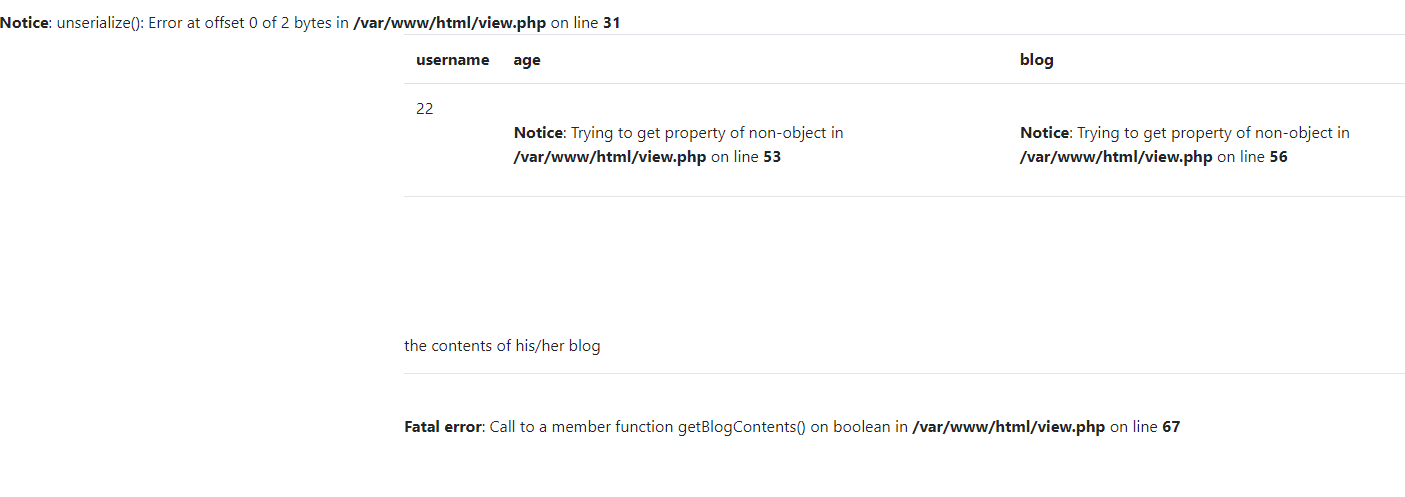 Notice: unserialize(): Error at offset 0 of 2 bytes in /var/www/html/view.php on line 31
username age blog
22
Notice: Trying to get property of non-object in
/var/www/html/view.php on line 53
Notice: Trying to get property of non-object in
/var/www/html/view.php on line 56
the contents of his/her blog
Fatal error: Call to a member function getBlogContents() on boolean in /var/www/html/view.php on line 67